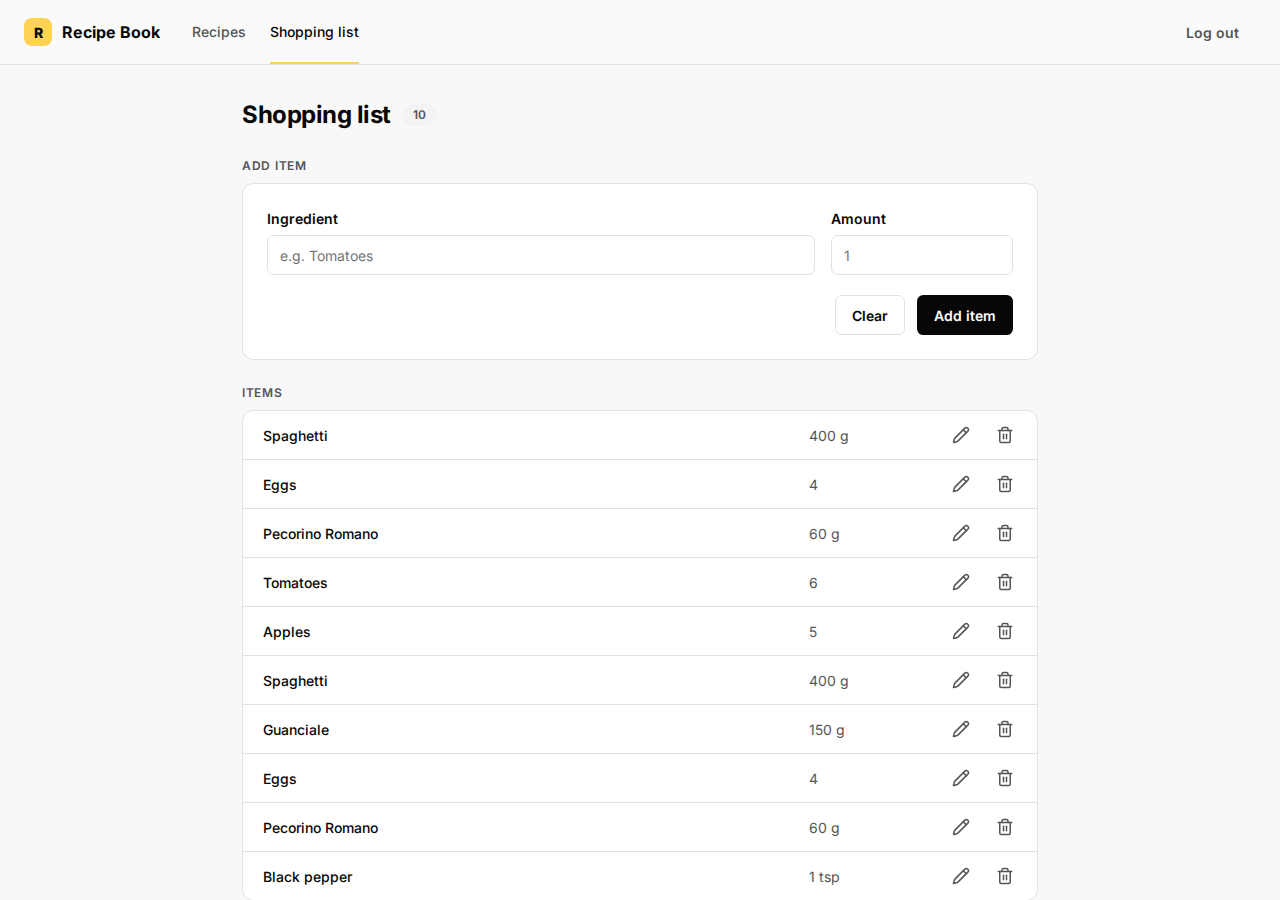 R Recipe Book Recipes Shopping list Log out
Shopping list 10
ADD ITEM
Ingredient Amount
e.g. Tomatoes 1
Clear Add item
ITEMS
Spaghetti 400 g
Eggs 4
Pecorino Romano 60 g
Tomatoes 6
Apples 5
Spaghetti 400 g
Guanciale 150 g
Eggs 4
Pecorino Romano 60 g
Black pepper 1 tsp